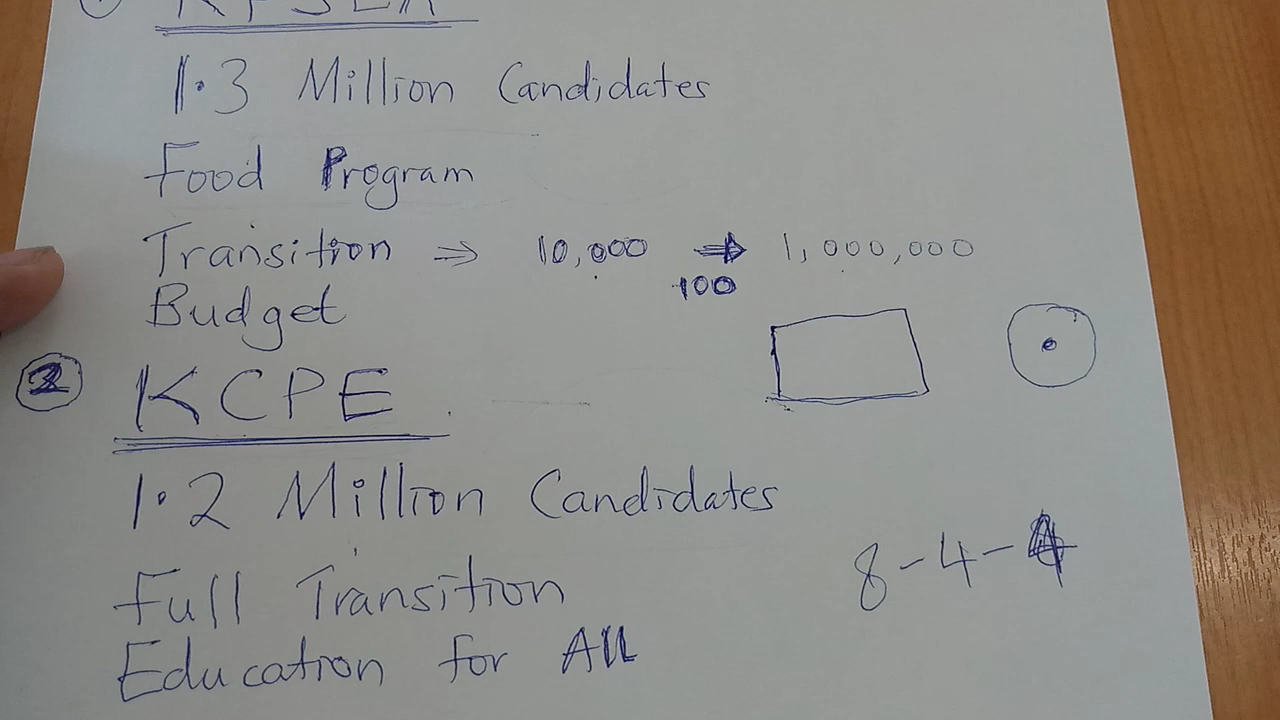 KPSEA
1.3 Million Candidates
Food Program
Transition ⇒ 10,000 ⇒ 1,000,000
100
Budget
2 KCPE
1.2 Million Candidates
8-4-4
Full Transition
Education for All